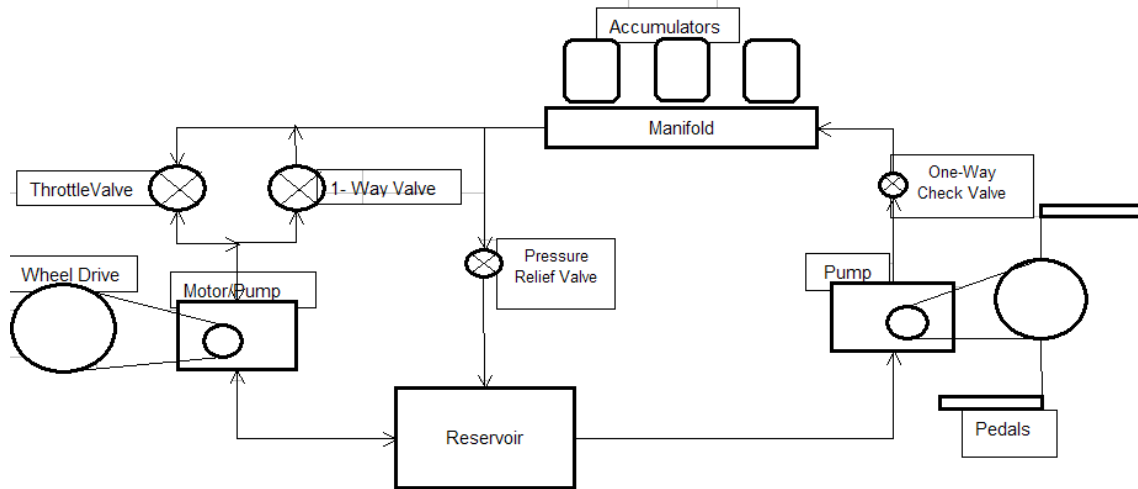 Accumulators
Manifold
ThrottleValve
1- Way Valve
One-Way
Check Valve
Wheel Drive
Motor/Pump
Pressure
Relief Valve
Pump
Reservoir
Pedals